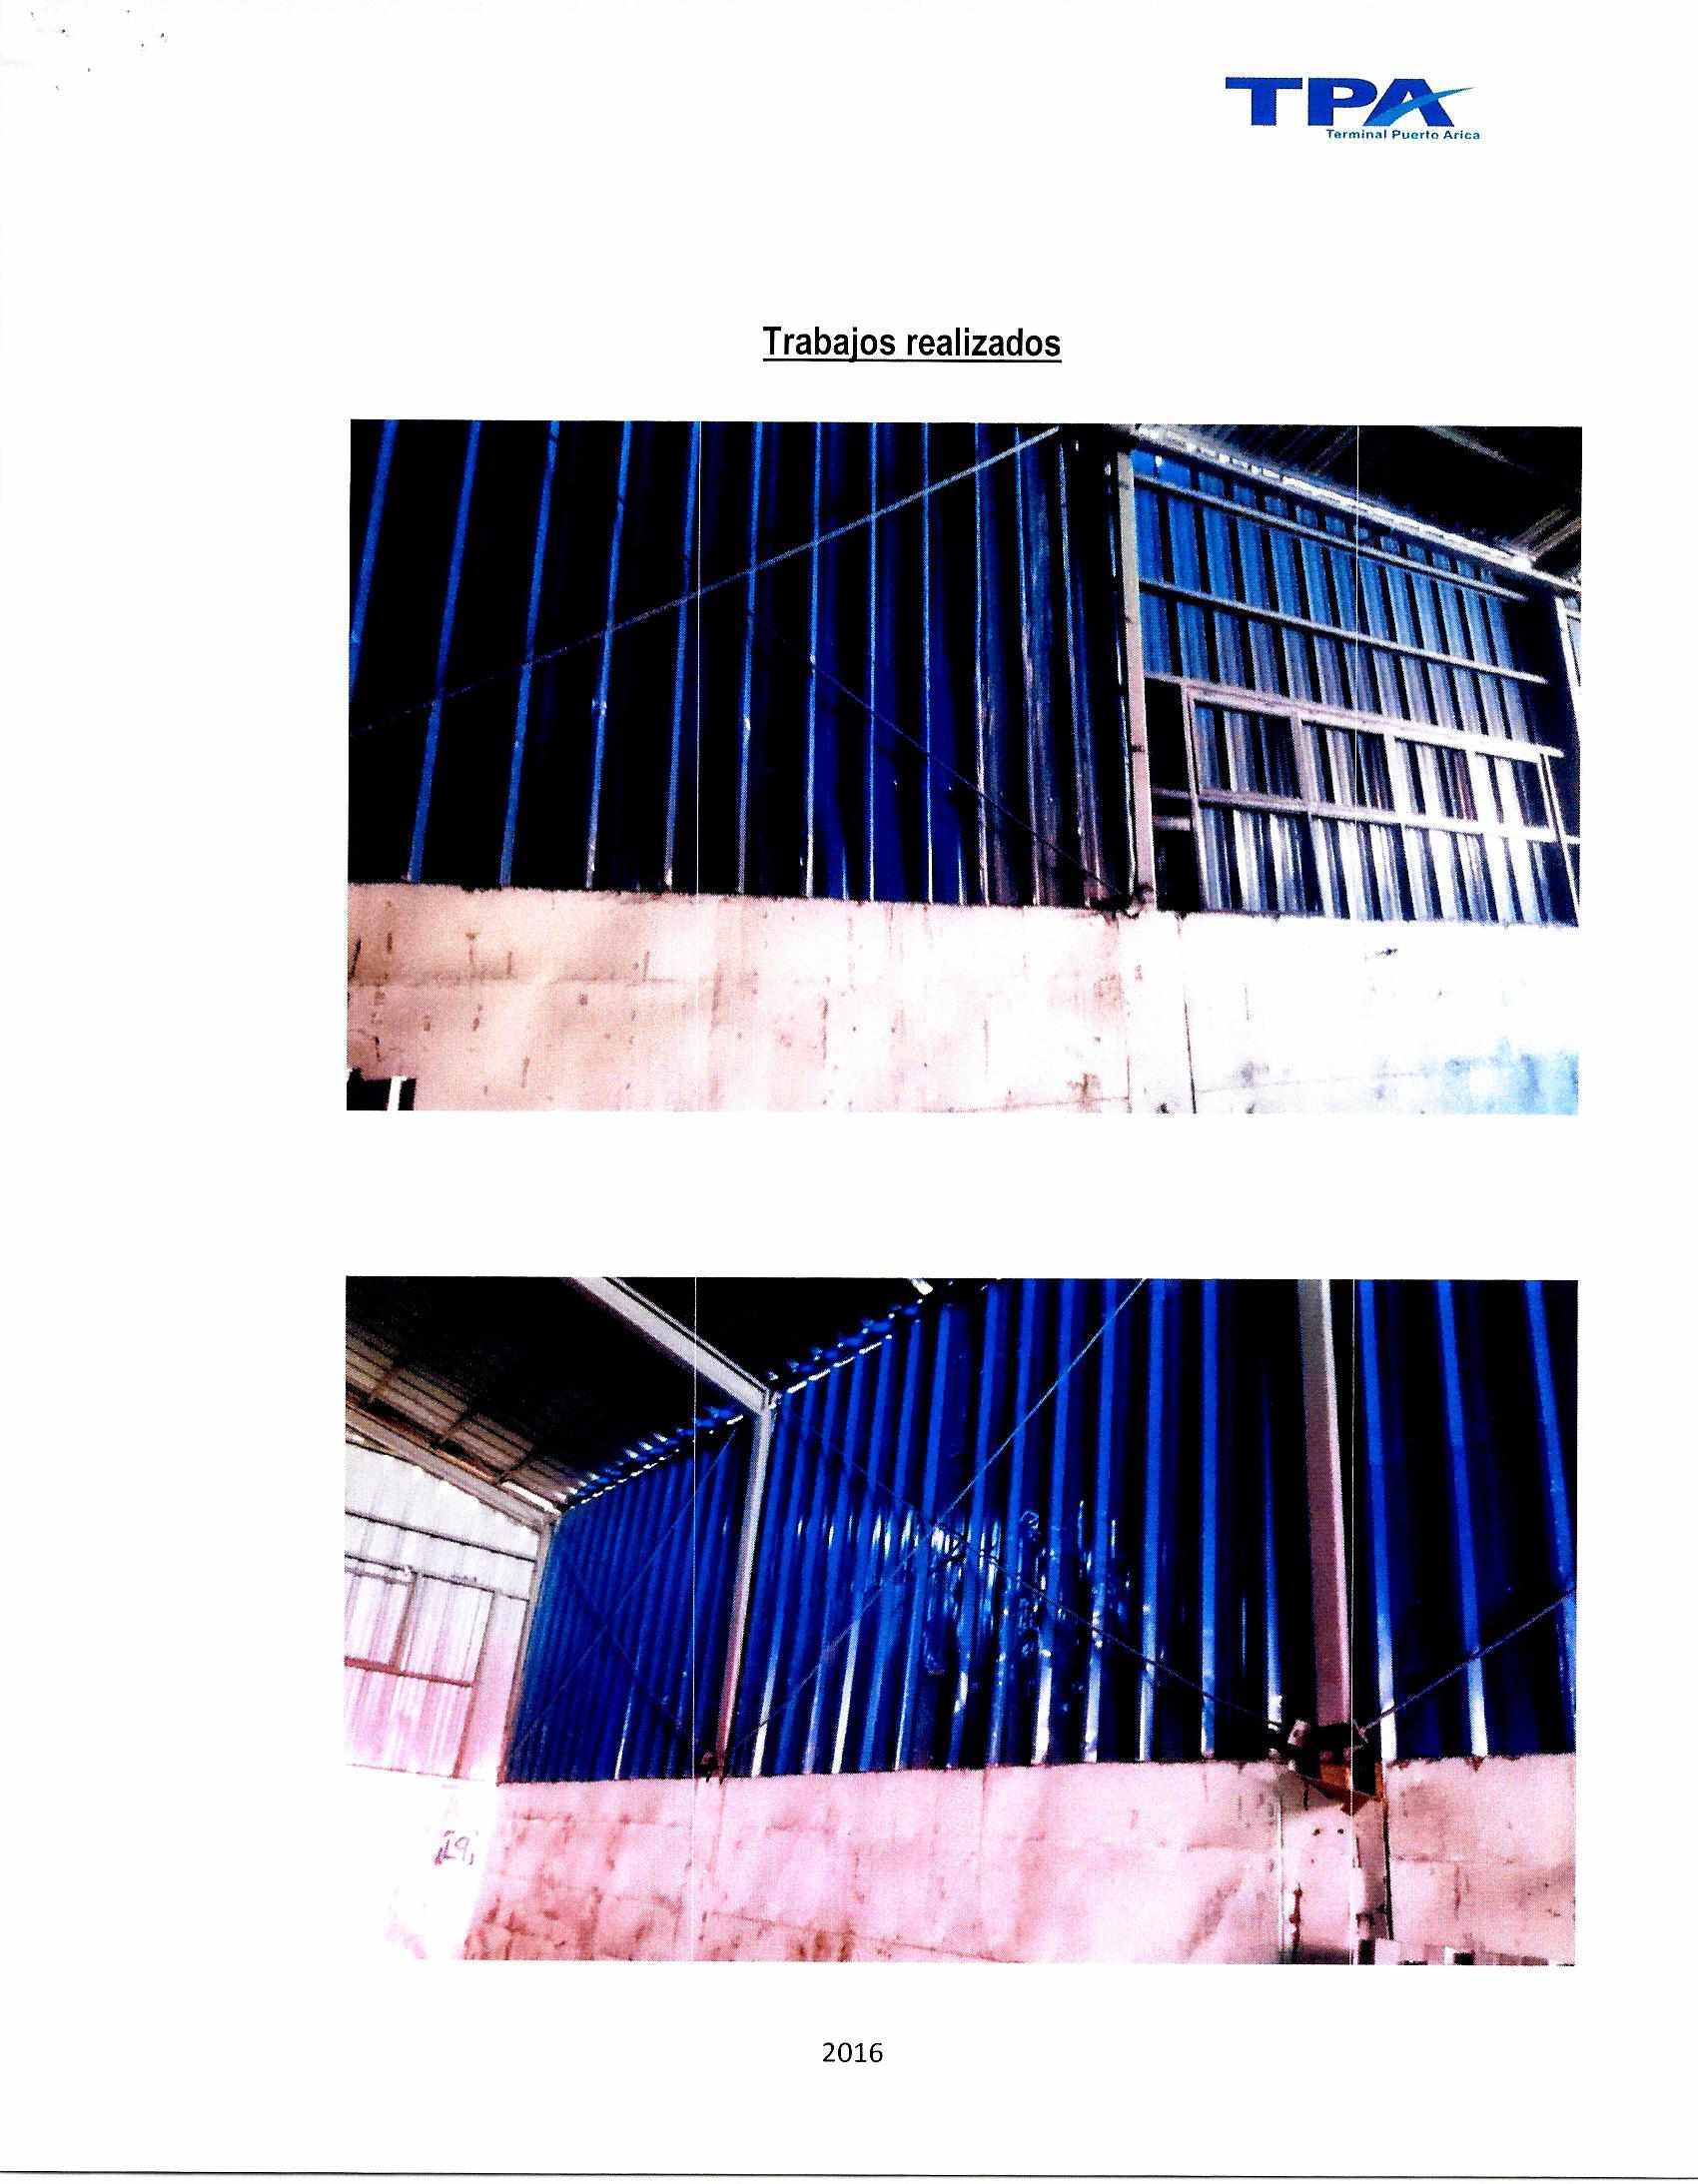 TPA
Terminal Puerto Arica
Trabajos realizados
2016